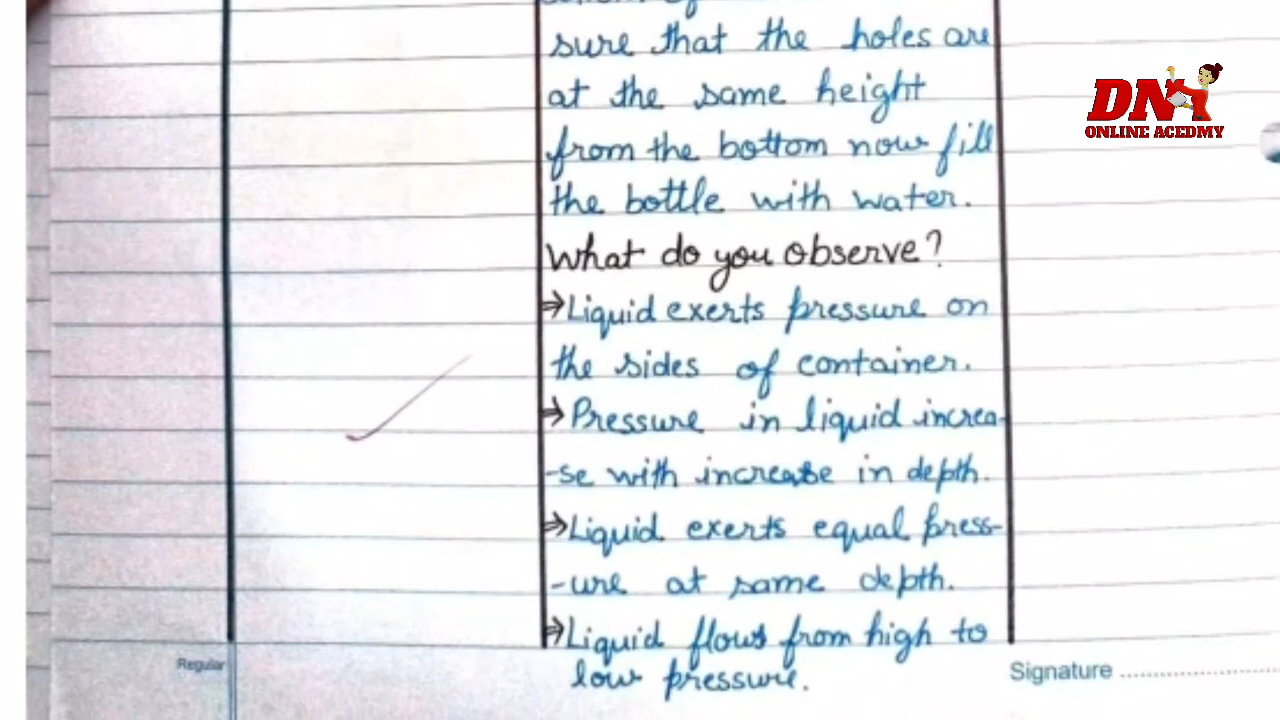 sure that the holes are
at the same height
from the bottom now fill
the bottle with water.
What do you observe?
⇒Liquid exerts pressure on
the sides of container.
⇒Pressure in liquid increa-
-se with increase in depth.
⇒Liquid exerts equal press-
-ure at same depth.
⇒Liquid flows from high to
low pressure.
Regular
Signature ........................
DN
ONLINE ACEDMY